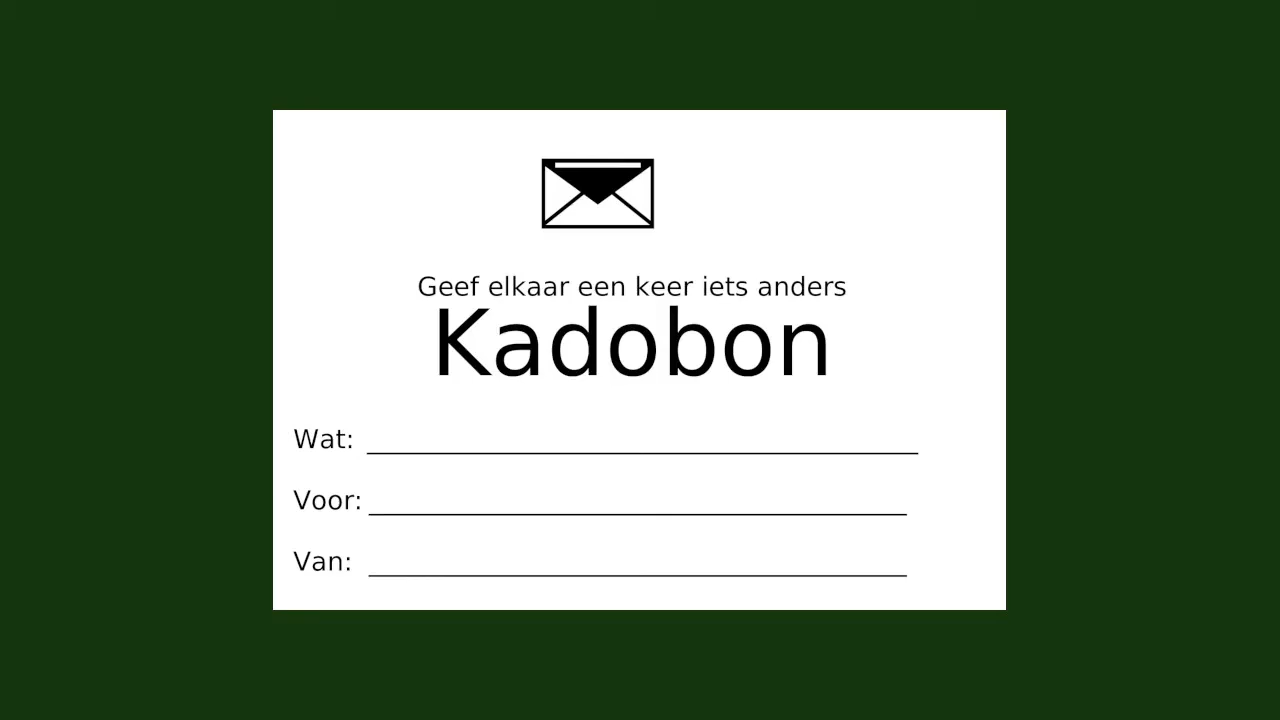 Geef elkaar een keer iets anders
Kadobon
Wat:
Voor:
Van: